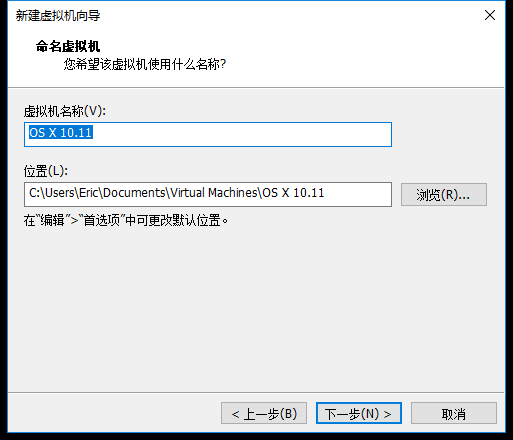 新建虚拟机向导
命名虚拟机
您希望该虚拟机使用什么名称?
虚拟机名称(V):
OS X 10.11
位置(L):
C:\Users\Eric\Documents\Virtual Machines\OS X 10.11
浏览(R)...
在“编辑”>“首选项”中可更改默认位置。
< 上一步(B)
下一步(N) >
取消